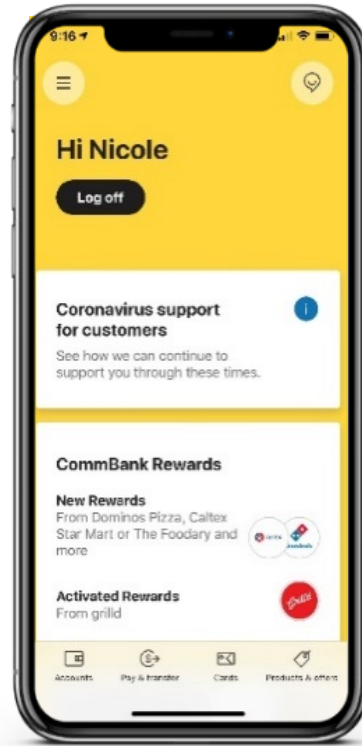 9:16
Hi Nicole
Log off
Coronavirus support
for customers
See how we can continue to
support you through these times.
CommBank Rewards
New Rewards
From Dominos Pizza, Caltex
Star Mart or The Foodary and
more
Activated Rewards
From grilld
Grill'd
Accounts
Pay & transfer
Cards
Products & offers